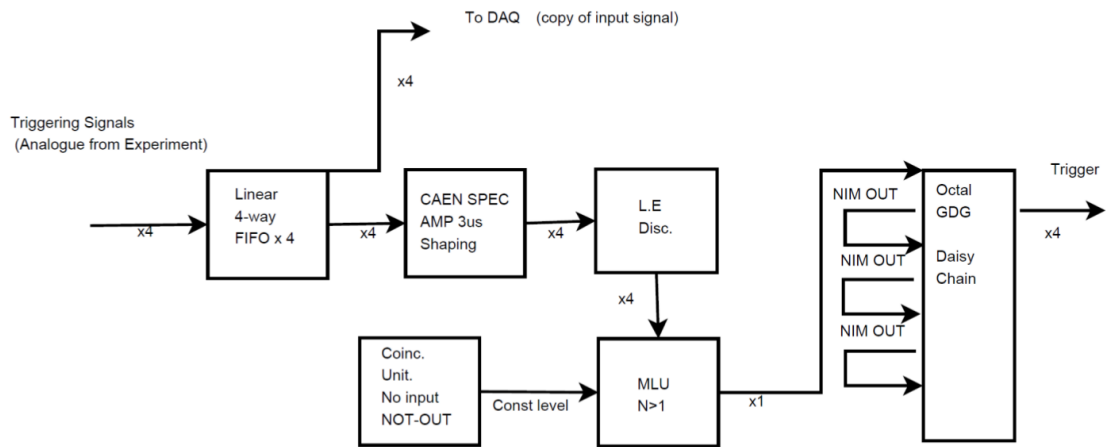 To DAQ (copy of input signal)
x4
Triggering Signals
(Analogue from Experiment)
x4
Linear
4-way
FIFO x 4
x4
CAEN SPEC
AMP 3us
Shaping
x4
L.E
Disc.
x4
Coinc.
Unit.
No input
NOT-OUT
Const level
MLU
N>1
x1
NIM OUT
NIM OUT
NIM OUT
Octal
GDG
Daisy
Chain
Trigger
x4